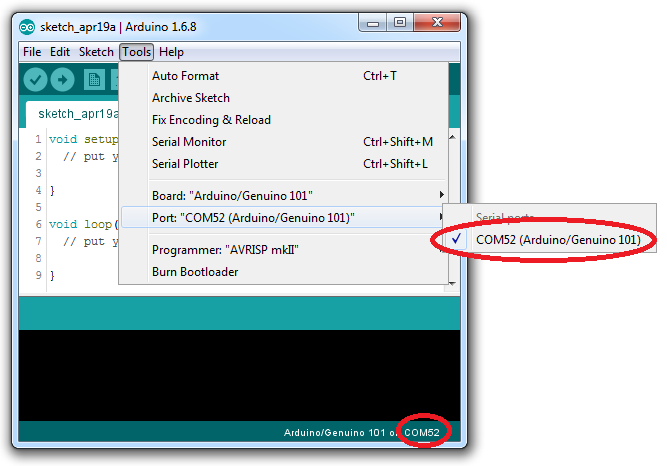 sketch_apr19a | Arduino 1.6.8
File Edit Sketch Tools Help
Auto Format Ctrl+T
Archive Sketch
Fix Encoding & Reload
Serial Monitor Ctrl+Shift+M
Serial Plotter Ctrl+Shift+L
Board: "Arduino/Genuino 101"
Port: "COM52 (Arduino/Genuino 101)"
Programmer: "AVRISP mkII"
Burn Bootloader
Serial ports
COM52 (Arduino/Genuino 101)
sketch_apr19a
1 void setup
2 // put y
3
4 }
5
6 void loop(
7 // put y
8
9 }
Arduino/Genuino 101 on COM52